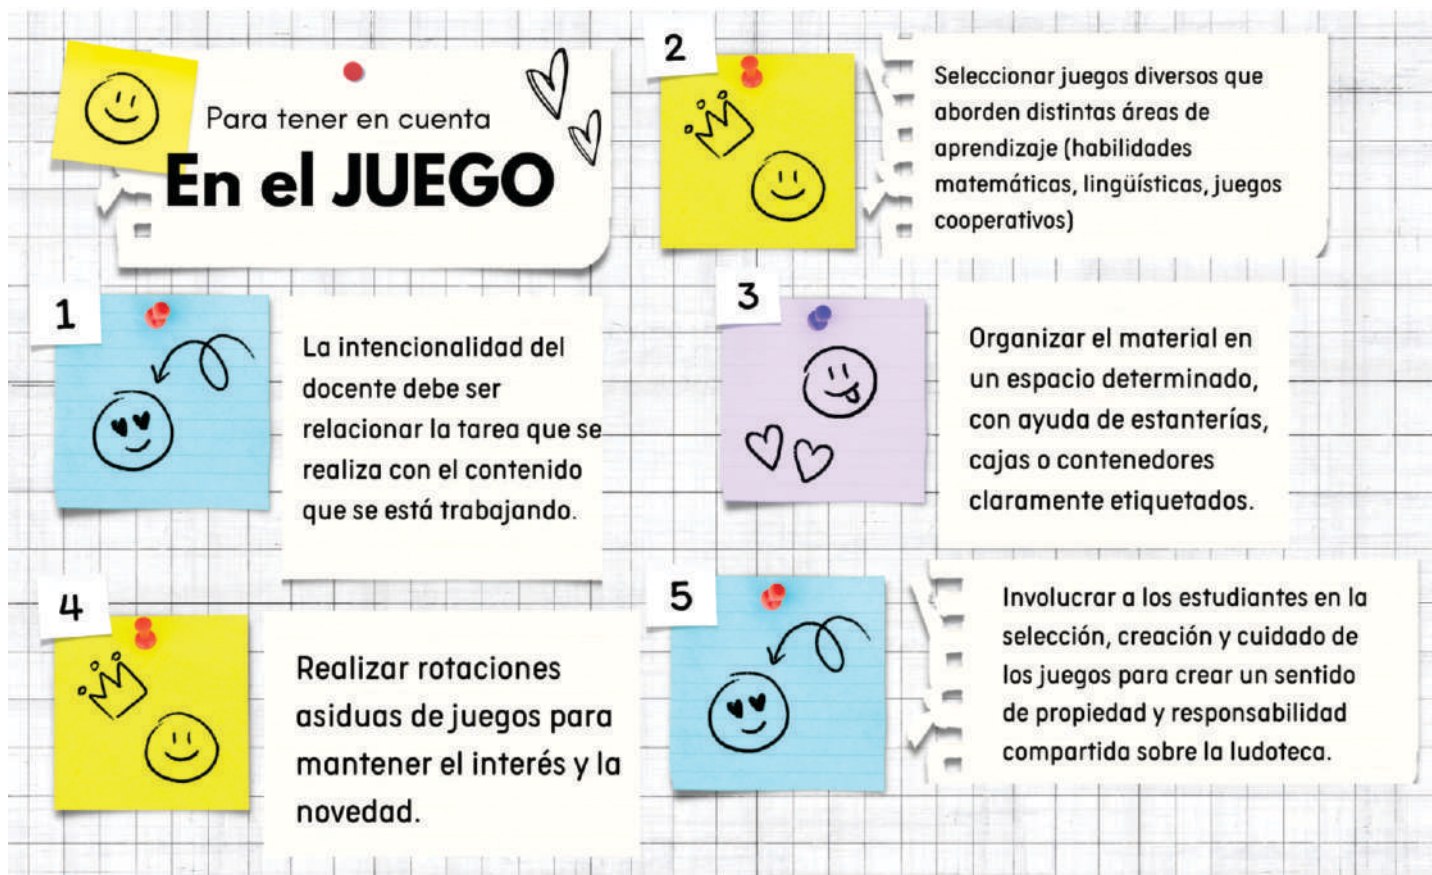 Para tener en cuenta
En el JUEGO
1
La intencionalidad del
docente debe ser
relacionar la tarea que se
realiza con el contenido
que se está trabajando.
2
Seleccionar juegos diversos que
aborden distintas áreas de
aprendizaje (habilidades
matemáticas, lingüísticas, juegos
cooperativos)
3
Organizar el material en
un espacio determinado,
con ayuda de estanterías,
cajas o contenedores
claramente etiquetados.
4
Realizar rotaciones
asiduas de juegos para
mantener el interés y la
novedad.
5
Involucrar a los estudiantes en la
selección, creación y cuidado de
los juegos para crear un sentido
de propiedad y responsabilidad
compartida sobre la ludoteca.